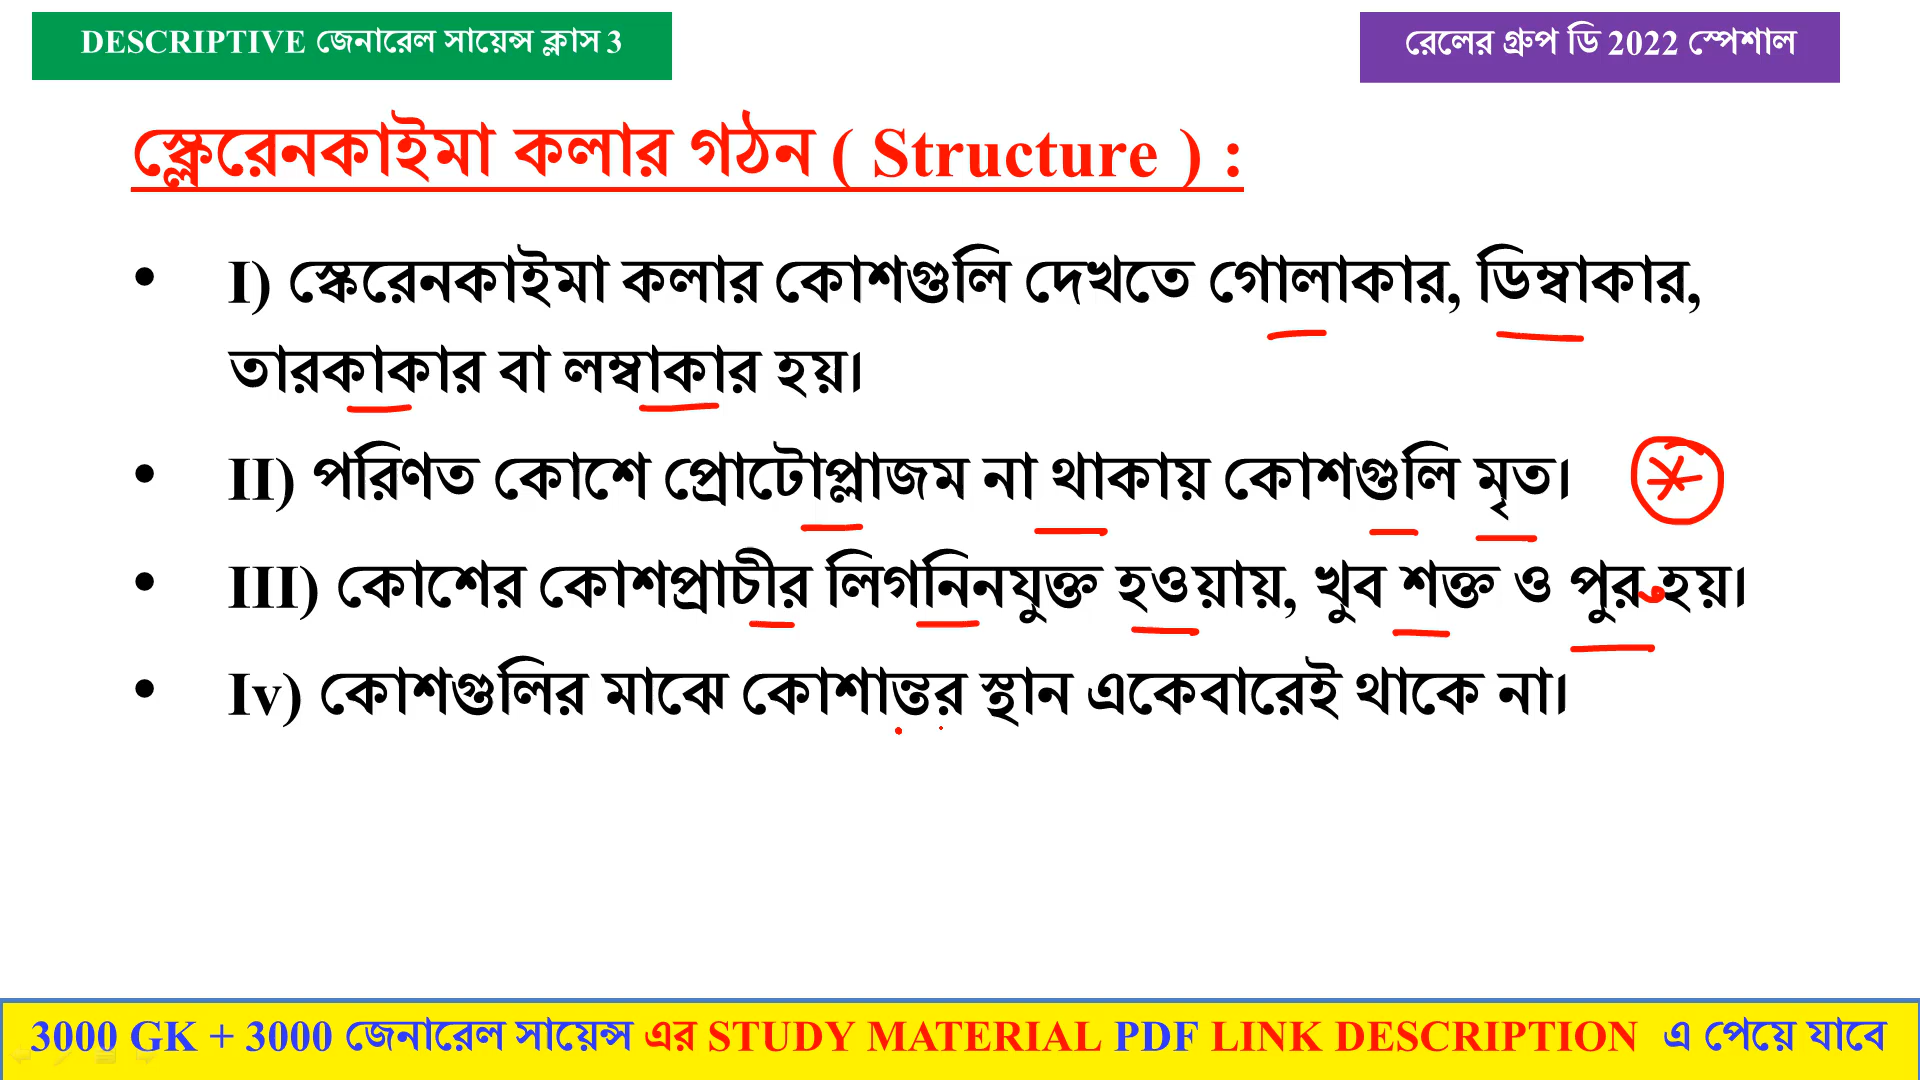 DESCRIPTIVE জেনারেল সায়েন্স ক্লাস 3
রেলের গ্রুপ ডি 2022 স্পেশাল
স্ক্লেরেনকাইমা কলার গঠন ( Structure ) :
• I) স্কেরেনকাইমা কলার কোশগুলি দেখতে গোলাকার, ডিম্বাকার,
তারকাকার বা লম্বাকার হয়।
• II) পরিণত কোশে প্রোটোপ্লাজম না থাকায় কোশগুলি মৃত।
• III) কোশের কোশপ্রাচীর লিগনিনযুক্ত হওয়ায়, খুব শক্ত ও পুর হয়।
• Iv) কোশগুলির মাঝে কোশান্তর স্থান একেবারেই থাকে না।
3000 GK + 3000 জেনারেল সায়েন্স এর STUDY MATERIAL PDF LINK DESCRIPTION এ পেয়ে যাবে